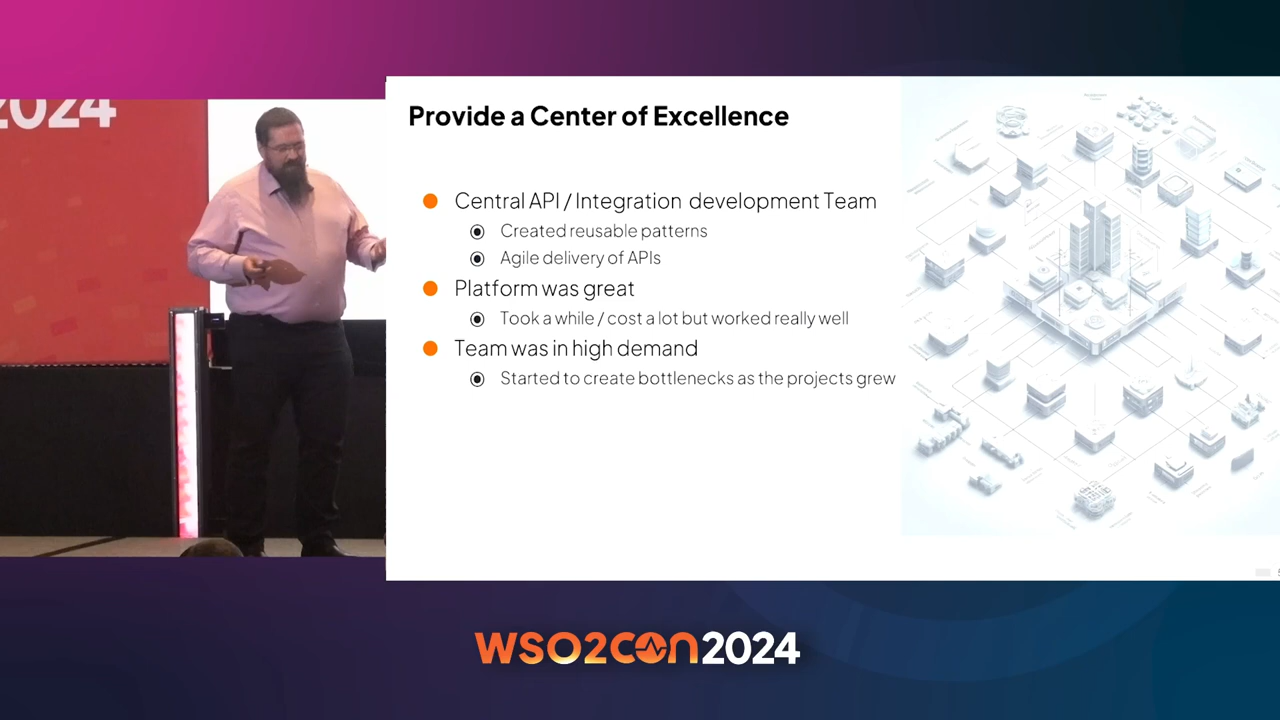 2024
Provide a Center of Excellence
Central API / Integration development Team
Created reusable patterns
Agile delivery of APIs
Platform was great
Took a while / cost a lot but worked really well
Team was in high demand
Started to create bottlenecks as the projects grew
WSO2CON2024